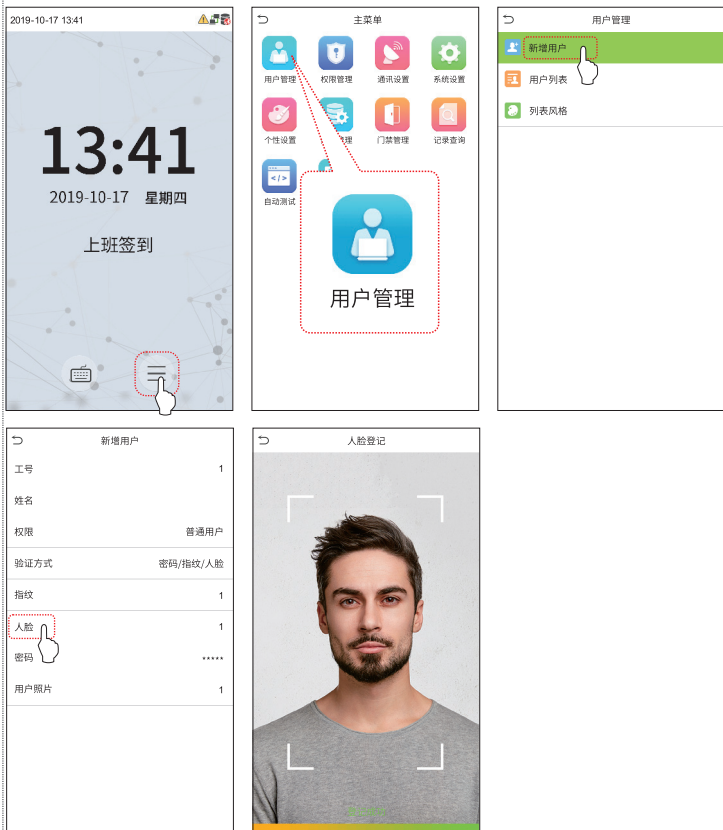 2019-10-17 13:41
13:41
2019-10-17 星期四
上班签到
主菜单
用户管理 权限管理 通讯设置 系统设置
个性设置 理 门禁管理 记录查询
</>
自动测试
用户管理
用户管理
新增用户
用户列表
列表风格
新增用户
工号 1
姓名
权限 普通用户
验证方式 密码/指纹/人脸
指纹 1
人脸 1
密码 *****
用户照片 1
人脸登记